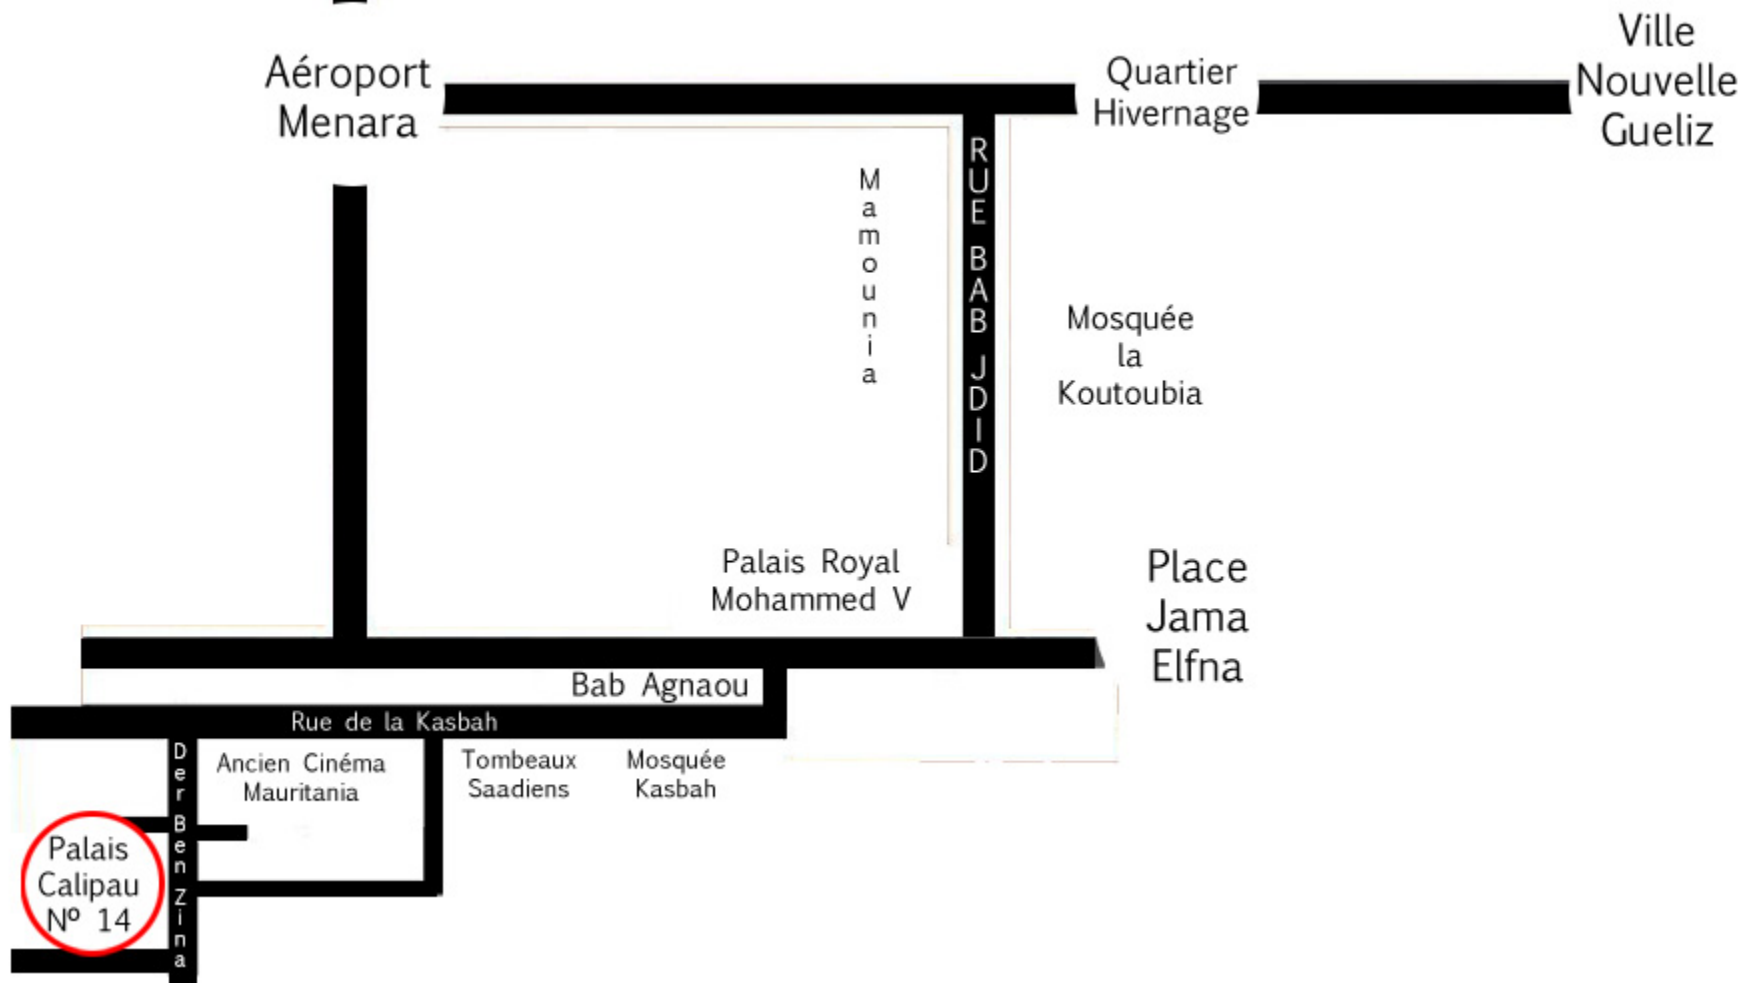 Ville
Nouvelle
Gueliz
Aéroport
Menara
Quartier
Hivernage
RUE BAB JDID
Mamounia
Mosquée
la
Koutoubia
Palais Royal
Mohammed V
Place
Jama
Elfna
Bab Agnaou
Rue de la Kasbah
Der Ben Zina
Ancien Cinéma
Mauritania
Tombeaux
Saadiens
Mosquée
Kasbah
Palais
Calipau
Nº 14